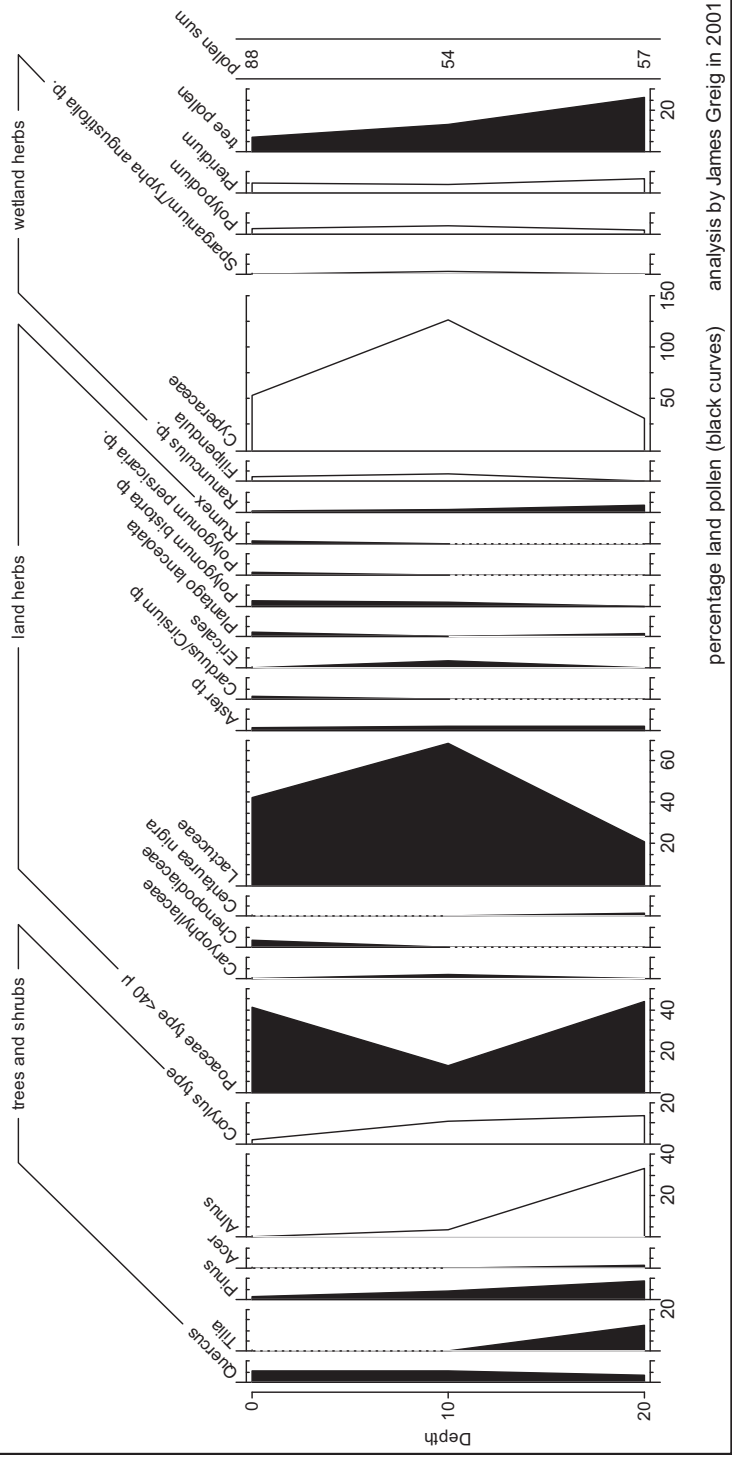 trees and shrubs
land herbs
wetland herbs
Quercus
Tilia
Pinus
Acer
Alnus
Corylus type
Poaceae type <40 µ
Caryophyllaceae
Chenopodiaceae
Centaurea nigra
Lactuceae
Aster tp
Carduus/Cirsium tp
Ericales
Plantago lanceolata
Polygonum bistorta tp
Polygonum persicaria tp.
Rumex
Ranunculus tp.
Filipendula
Cyperaceae
Sparganium/Typha angustifolia tp.
Polypodium
Pteridium
tree pollen
pollen sum
0
88
10
54
20
57
Depth
20
20 40
20
20 40
20 40 60
50 100 150
20
percentage land pollen (black curves) analysis by James Greig in 2001